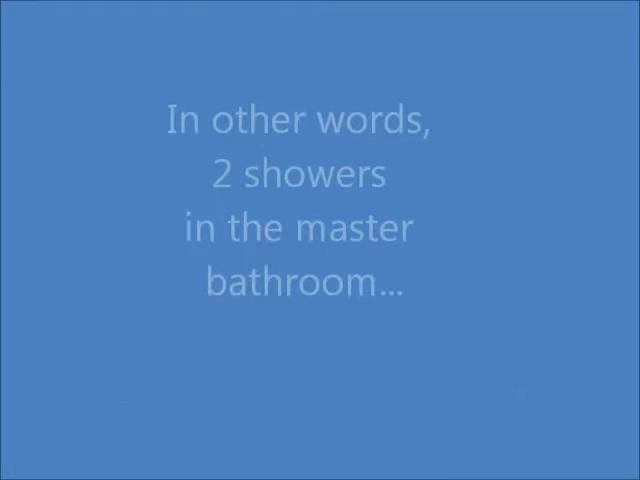 In other words,
2 showers
in the master
bathroom...